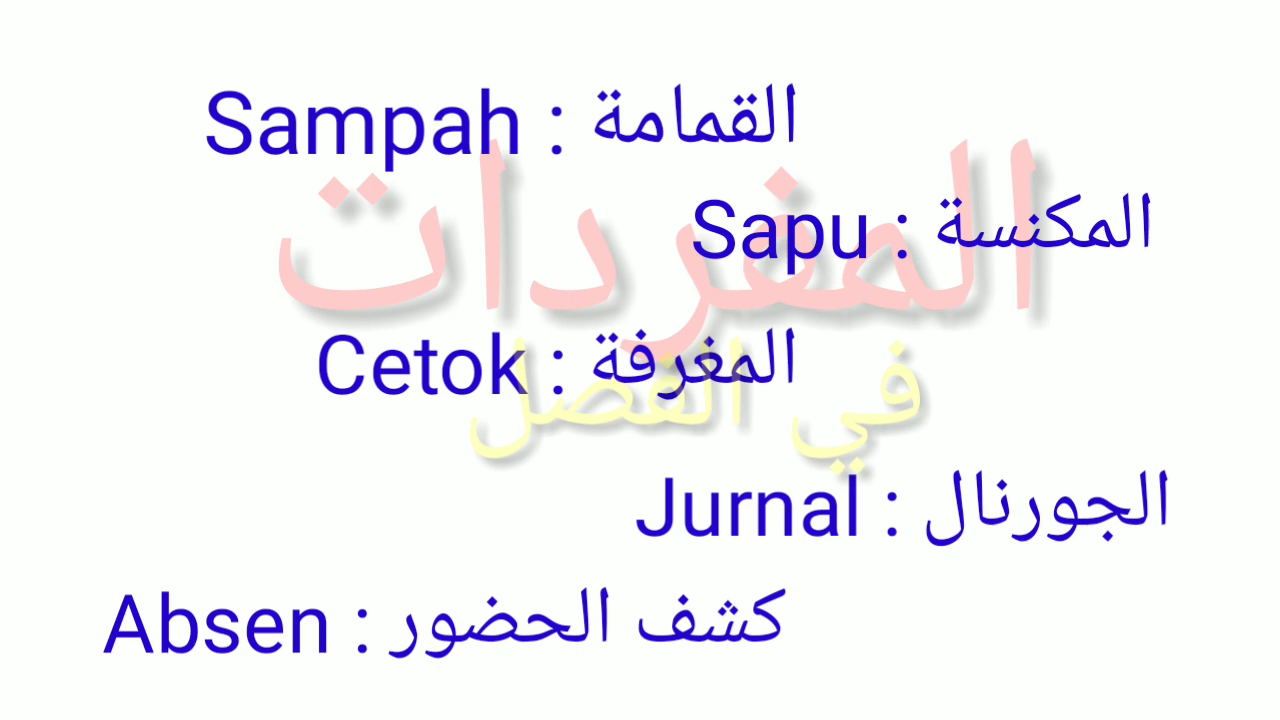 Sampah : القمامة
المفردات
Sapu : المكنسة
Cetok : المغرفة
في الفصل
Jurnal : الجورنال
Absen : كشف الحضور